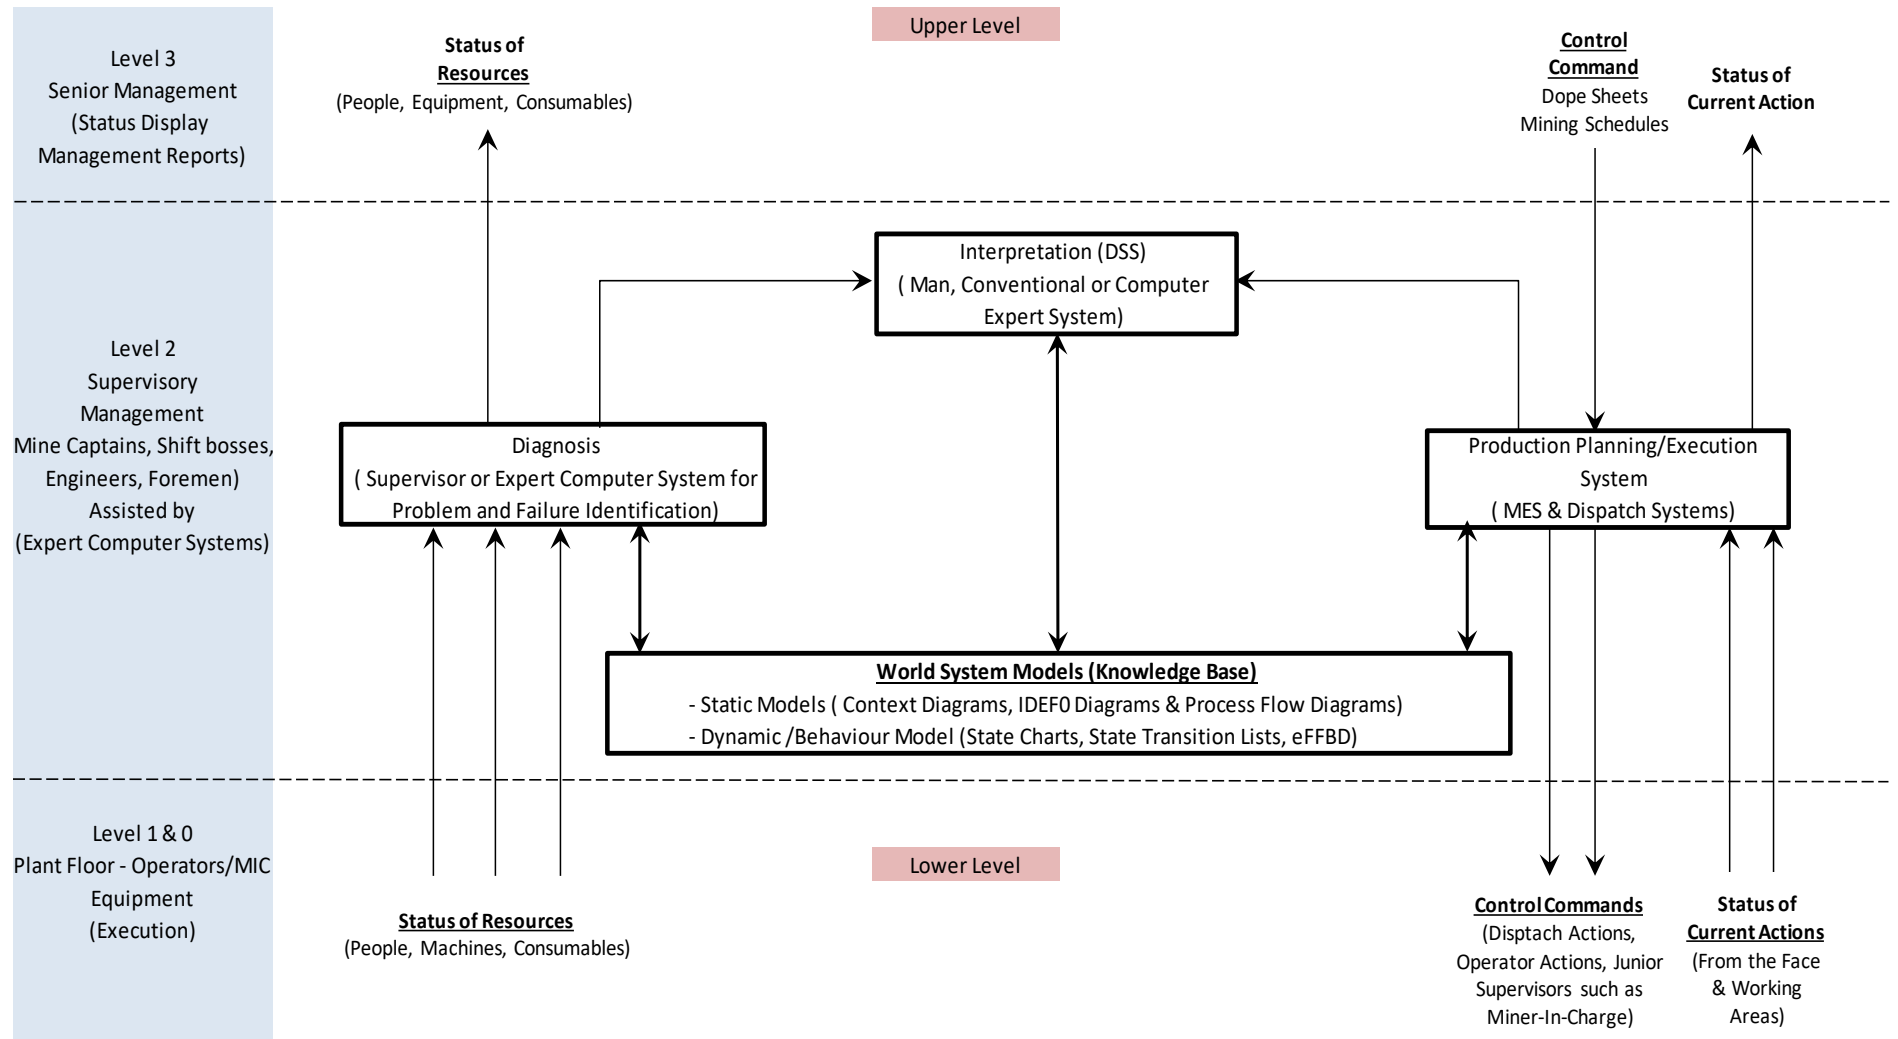 Upper Level
Level 3
Senior Management
(Status Display
Management Reports)
Status of
Resources
(People, Equipment, Consumables)
Control
Command
Dope Sheets
Mining Schedules
Status of
Current Action
Level 2
Supervisory
Management
Mine Captains, Shift bosses,
Engineers, Foremen)
Assisted by
(Expert Computer Systems)
Interpretation (DSS)
( Man, Conventional or Computer
Expert System)
Diagnosis
( Supervisor or Expert Computer System for
Problem and Failure Identification)
Production Planning/Execution
System
( MES & Dispatch Systems)
World System Models (Knowledge Base)
- Static Models ( Context Diagrams, IDEF0 Diagrams & Process Flow Diagrams)
- Dynamic /Behaviour Model (State Charts, State Transition Lists, eFFBD)
Level 1 & 0
Plant Floor - Operators/MIC
Equipment
(Execution)
Lower Level
Status of Resources
(People, Machines, Consumables)
Control Commands
(Disptach Actions,
Operator Actions, Junior
Supervisors such as
Miner-In-Charge)
Status of
Current Actions
(From the Face
& Working
Areas)